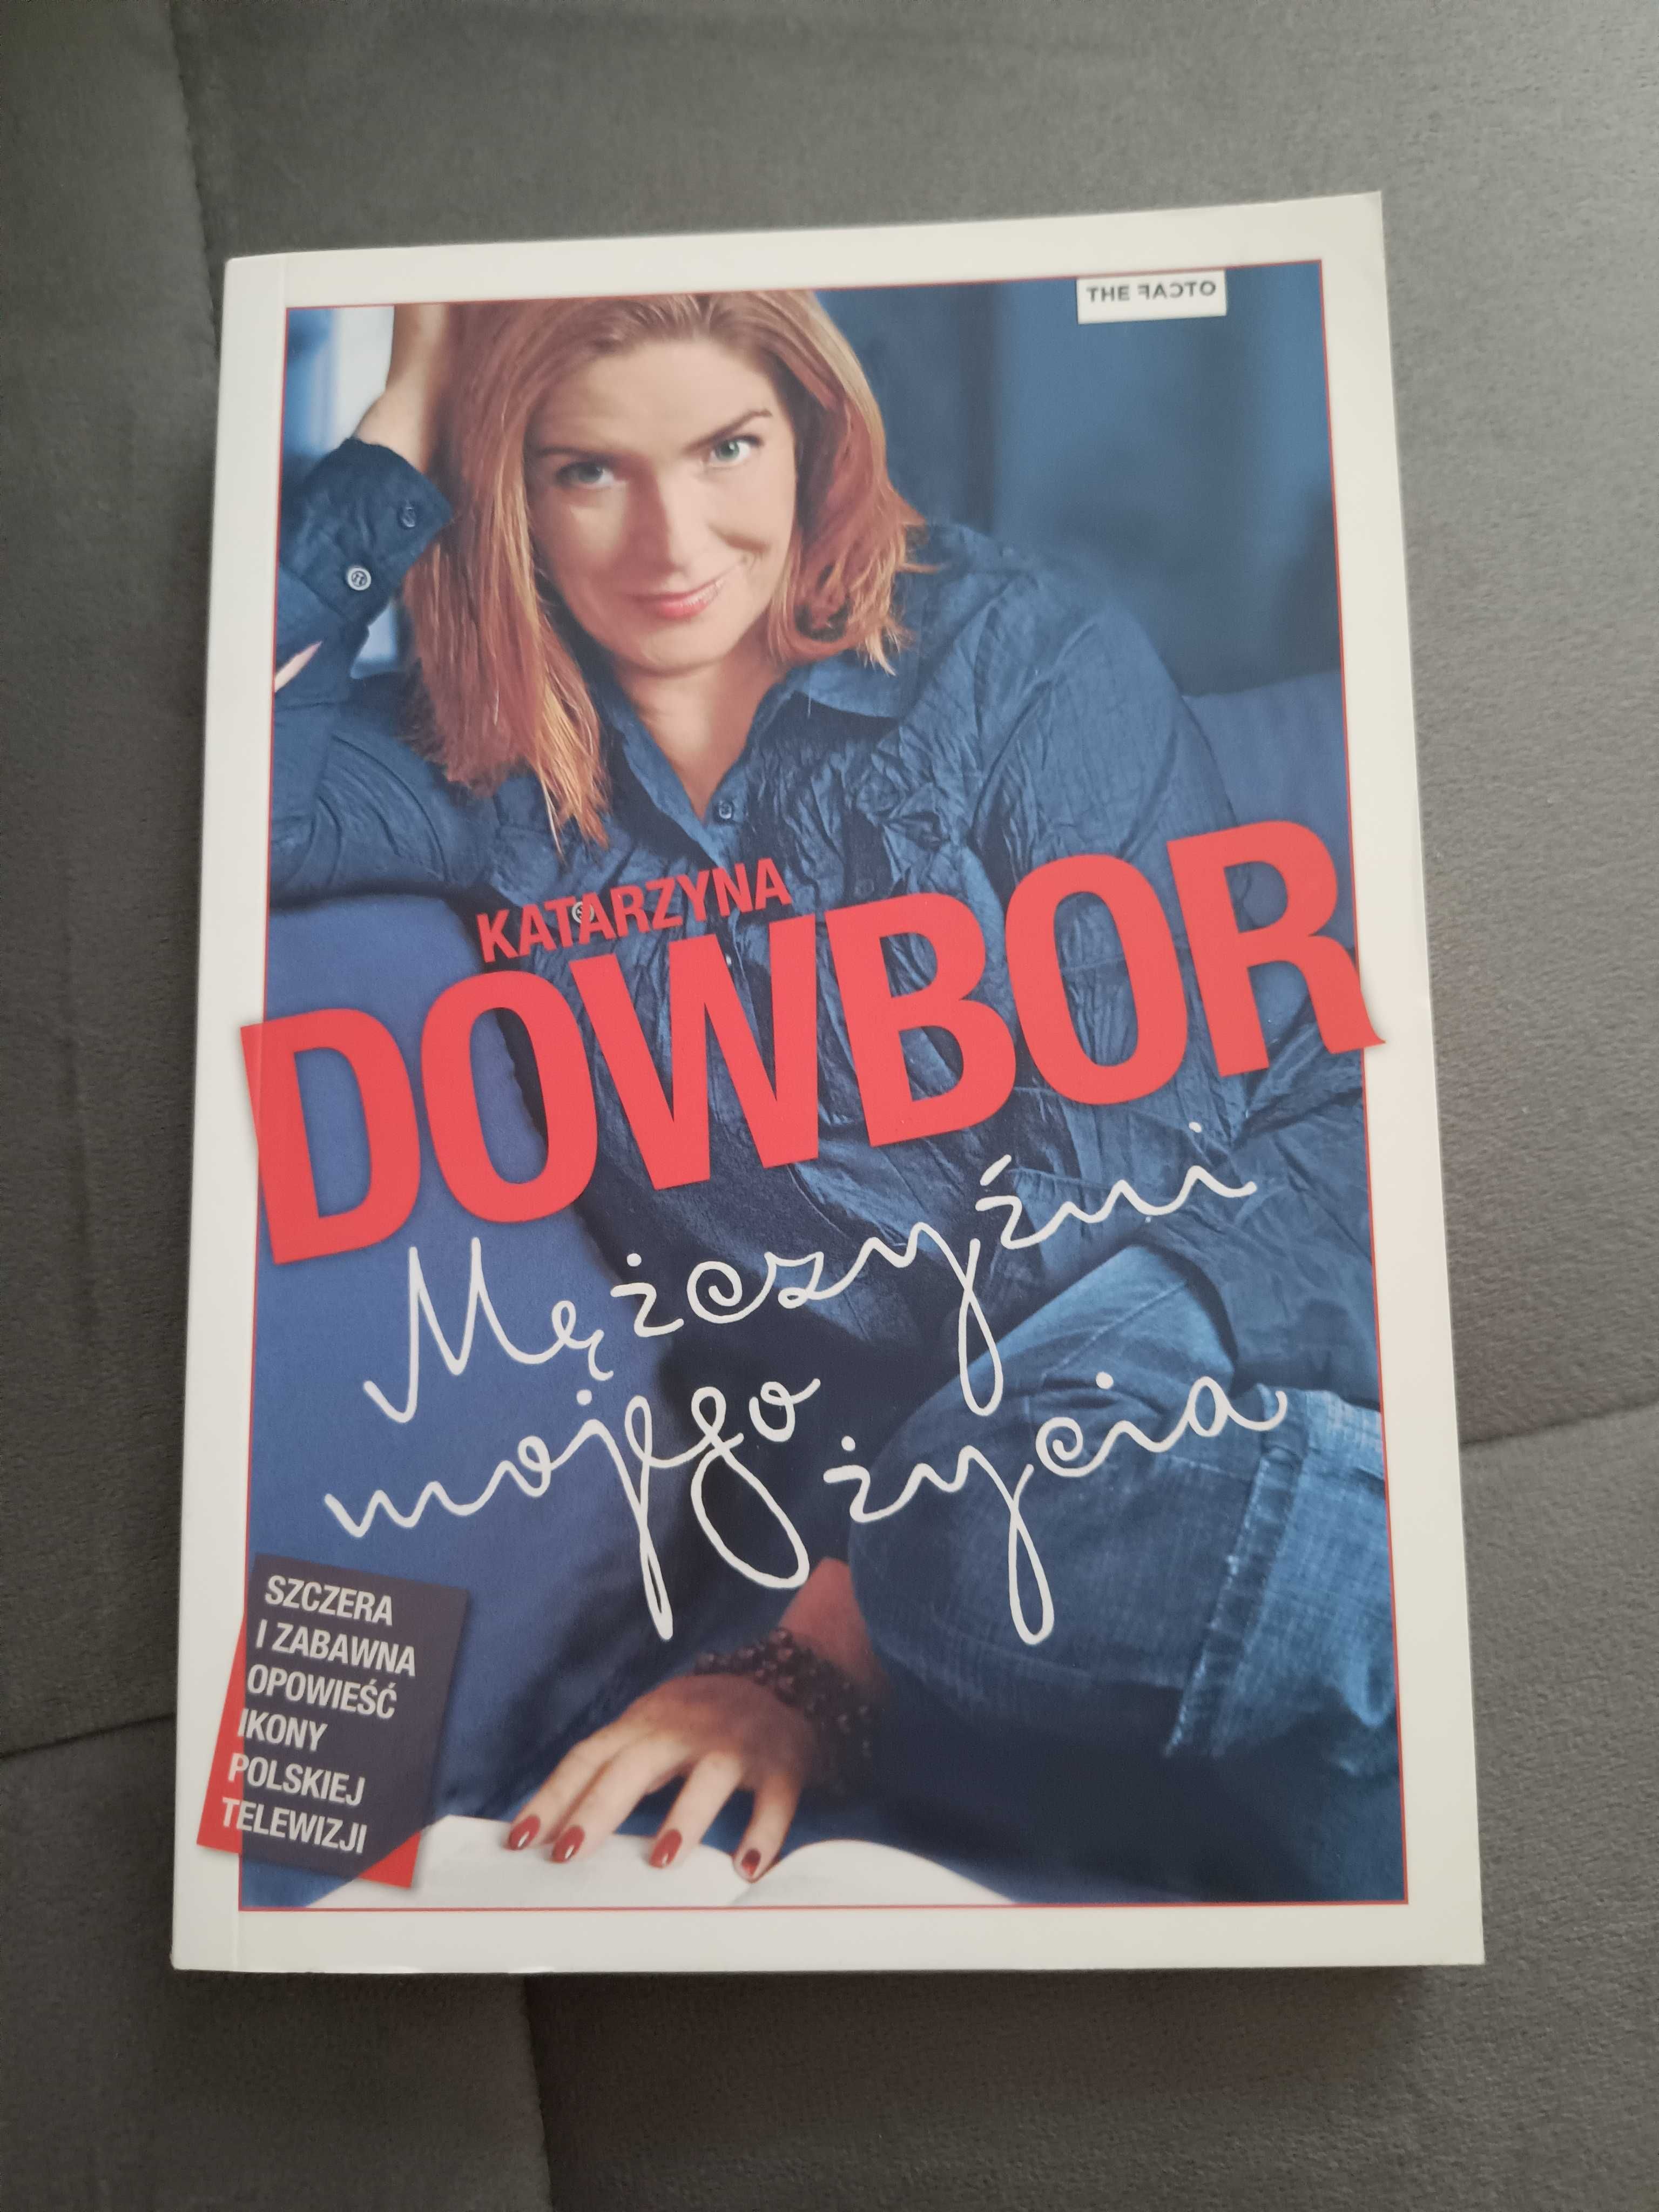 THE FACTO
KATARZYNA
DOWBOR
Mężczyźni
mojego życia
SZCZERA
I ZABAWNA
OPOWIEŚĆ
IKONY
POLSKIEJ
TELEWIZJI